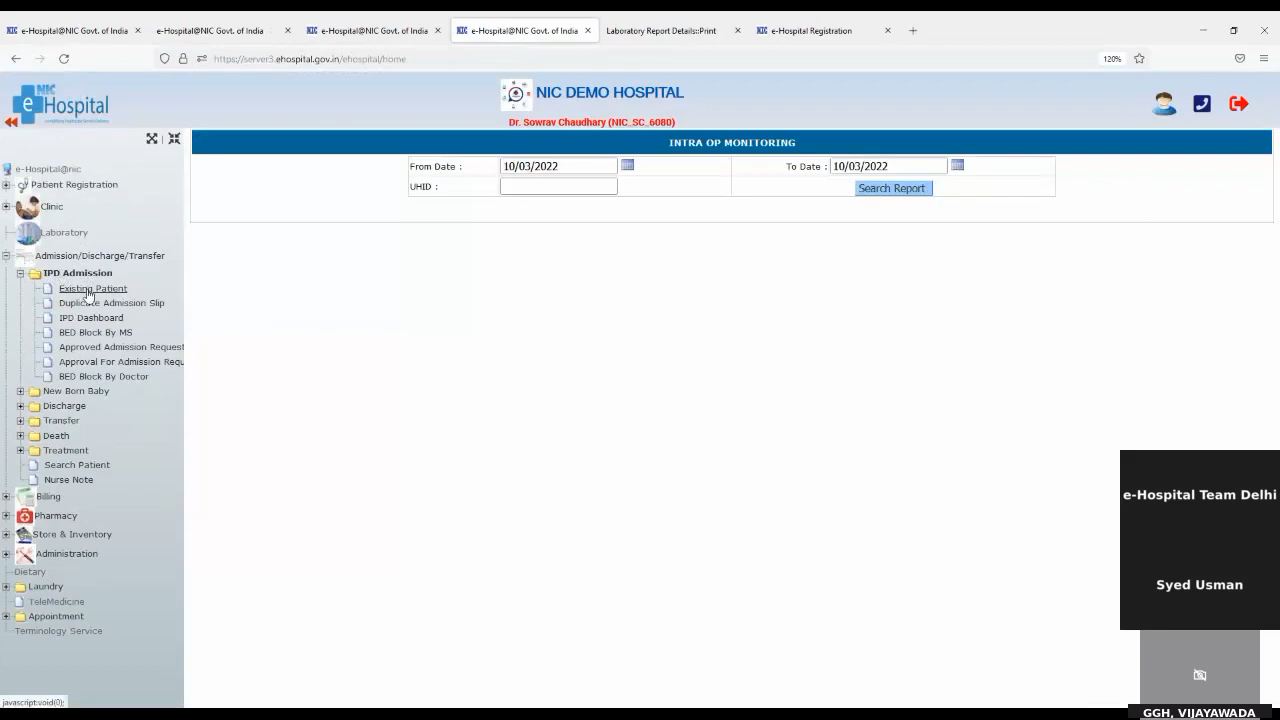 e-Hospital@NIC Govt. of India
e-Hospital@NIC Govt. of India
e-Hospital@NIC Govt. of India
e-Hospital@NIC Govt. of India
Laboratory Report Details::Print
e-Hospital Registration
https://server3.ehospital.gov.in/ehospital/home
120%
NIC
eHospital
NIC DEMO HOSPITAL
Dr. Sowrav Chaudhary (NIC_SC_6080)
INTRA OP MONITORING
From Date : 10/03/2022 To Date : 10/03/2022
UHID : Search Report
e-Hospital@nic
Patient Registration
Clinic
Laboratory
Admission/Discharge/Transfer
IPD Admission
Existing Patient
Duplicate Admission Slip
IPD Dashboard
BED Block By MS
Approved Admission Request
Approval For Admission Requ
BED Block By Doctor
New Born Baby
Discharge
Transfer
Death
Treatment
Search Patient
Nurse Note
Billing
Pharmacy
Store & Inventory
Administration
Dietary
Laundry
TeleMedicine
Appointment
Terminology Service
javascript:void(0);
e-Hospital Team Delhi
Syed Usman
GGH, VIJAYAWADA